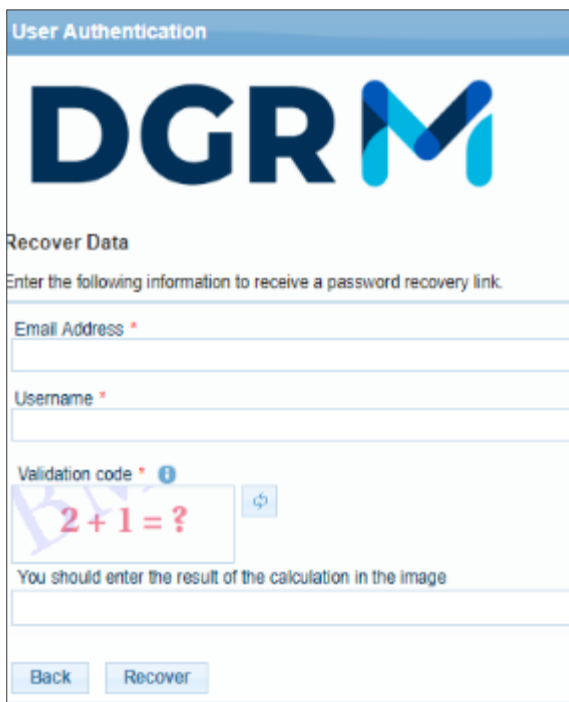 User Authentication
DGRM
Recover Data
Enter the following information to receive a password recovery link.
Email Address *
Username *
Validation code *
2 + 1 = ?
You should enter the result of the calculation in the image
Back Recover